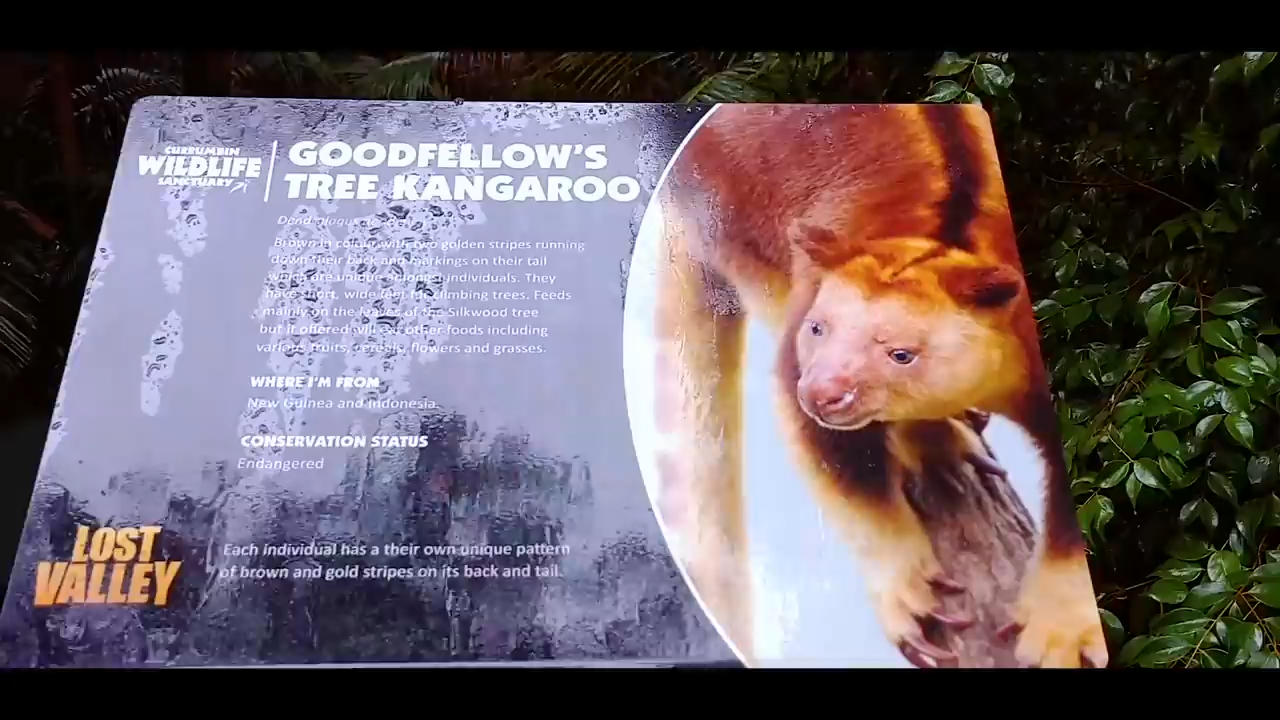 CURRUMBIN
WILDLIFE
SANCTUARY
GOODFELLOW'S
TREE KANGAROO
Brown in colour with two golden stripes running
down their back and markings on their tail
which are unique amongst individuals. They
have short, wide feet for climbing trees. Feeds
mainly on the leaves of the Silkwood tree
but if offered will eat other foods including
various fruits, cereals, flowers and grasses.
WHERE I'M FROM
New Guinea and Indonesia.
CONSERVATION STATUS
Endangered
LOST
VALLEY
Each individual has a their own unique pattern
of brown and gold stripes on its back and tail.